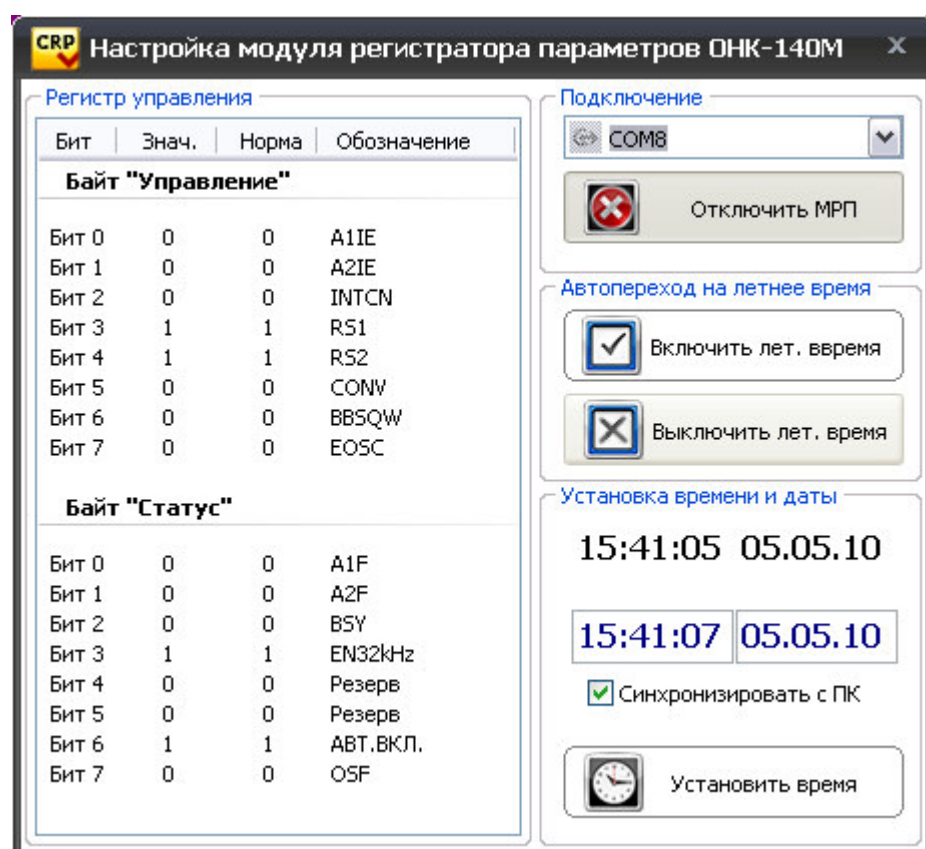 CRP Настройка модуля регистратора параметров ОНК-140М x
Регистр управления
Бит Знач. Норма Обозначение
Байт "Управление"
Бит 0 0 0 A1IE
Бит 1 0 0 A2IE
Бит 2 0 0 INTCN
Бит 3 1 1 RS1
Бит 4 1 1 RS2
Бит 5 0 0 CONV
Бит 6 0 0 BBSQW
Бит 7 0 0 EOSC
Байт "Статус"
Бит 0 0 0 A1F
Бит 1 0 0 A2F
Бит 2 0 0 BSY
Бит 3 1 1 EN32kHz
Бит 4 0 0 Резерв
Бит 5 0 0 Резерв
Бит 6 1 1 АВТ.ВКЛ.
Бит 7 0 0 OSF
Подключение
COM8
Отключить МРП
Автопереход на летнее время
Включить лет. ввремя
Выключить лет. время
Установка времени и даты
15:41:05 05.05.10
15:41:07 05.05.10
Синхронизировать с ПК
Установить время